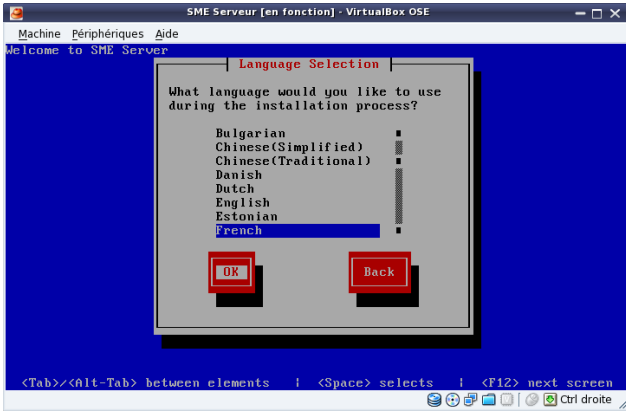 SME Serveur [en fonction] - VirtualBox OSE
Machine Périphériques Aide
Welcome to SME Server
Language Selection
What language would you like to use
during the installation process?
Bulgarian
Chinese(Simplified)
Chinese(Traditional)
Danish
Dutch
English
Estonian
French
OK Back
<Tab>/<Alt-Tab> between elements | <Space> selects | <F12> next screen
Ctrl droite